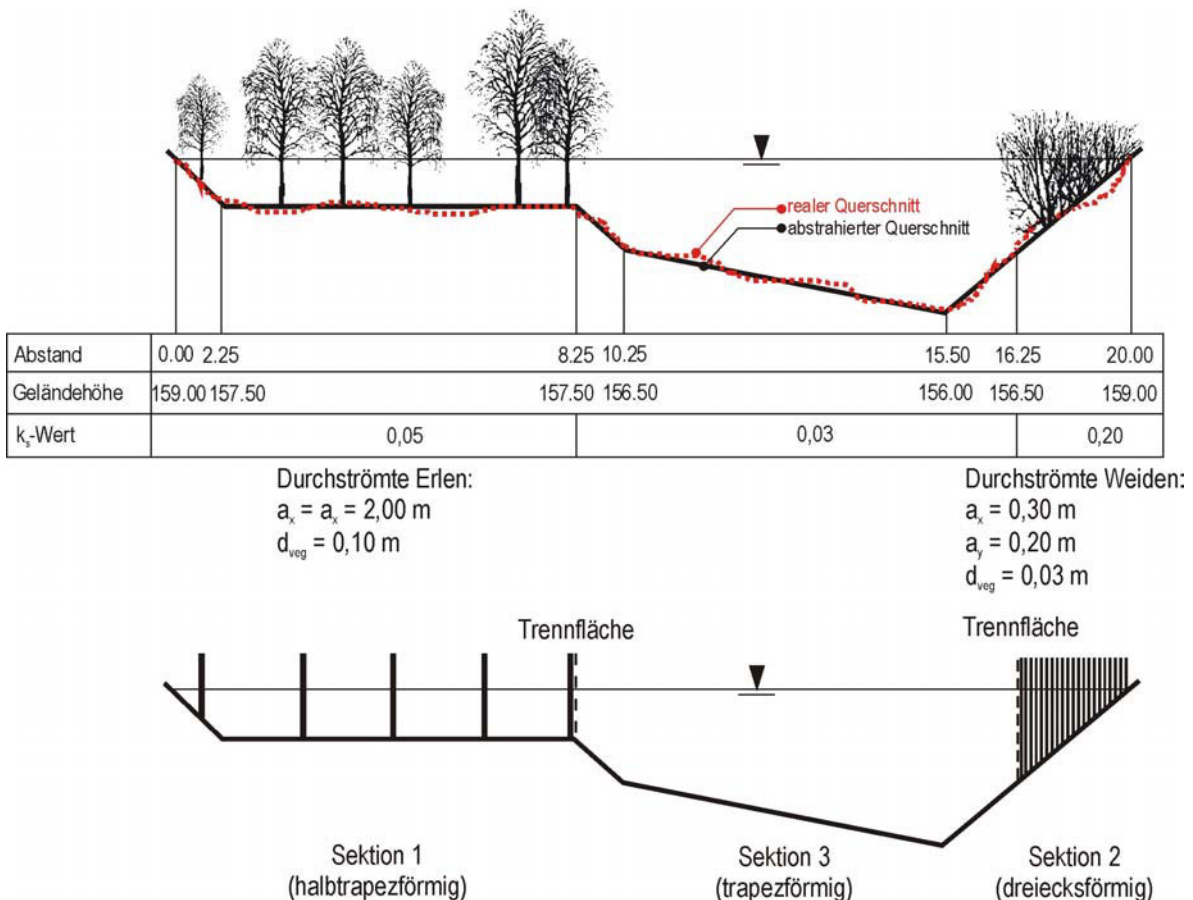 realer Querschnitt
abstrahierter Querschnitt
Abstand 0.00 2.25 8.25 10.25 15.50 16.25 20.00
Geländehöhe 159.00 157.50 157.50 156.50 156.00 156.50 159.00
ks-Wert 0,05 0,03 0,20
Durchströmte Erlen:
ax = ax = 2,00 m
dveg = 0,10 m
Durchströmte Weiden:
ax = 0,30 m
ay = 0,20 m
dveg = 0,03 m
Trennfläche
Trennfläche
Sektion 1
(halbtrapezförmig)
Sektion 3
(trapezförmig)
Sektion 2
(dreiecksförmig)